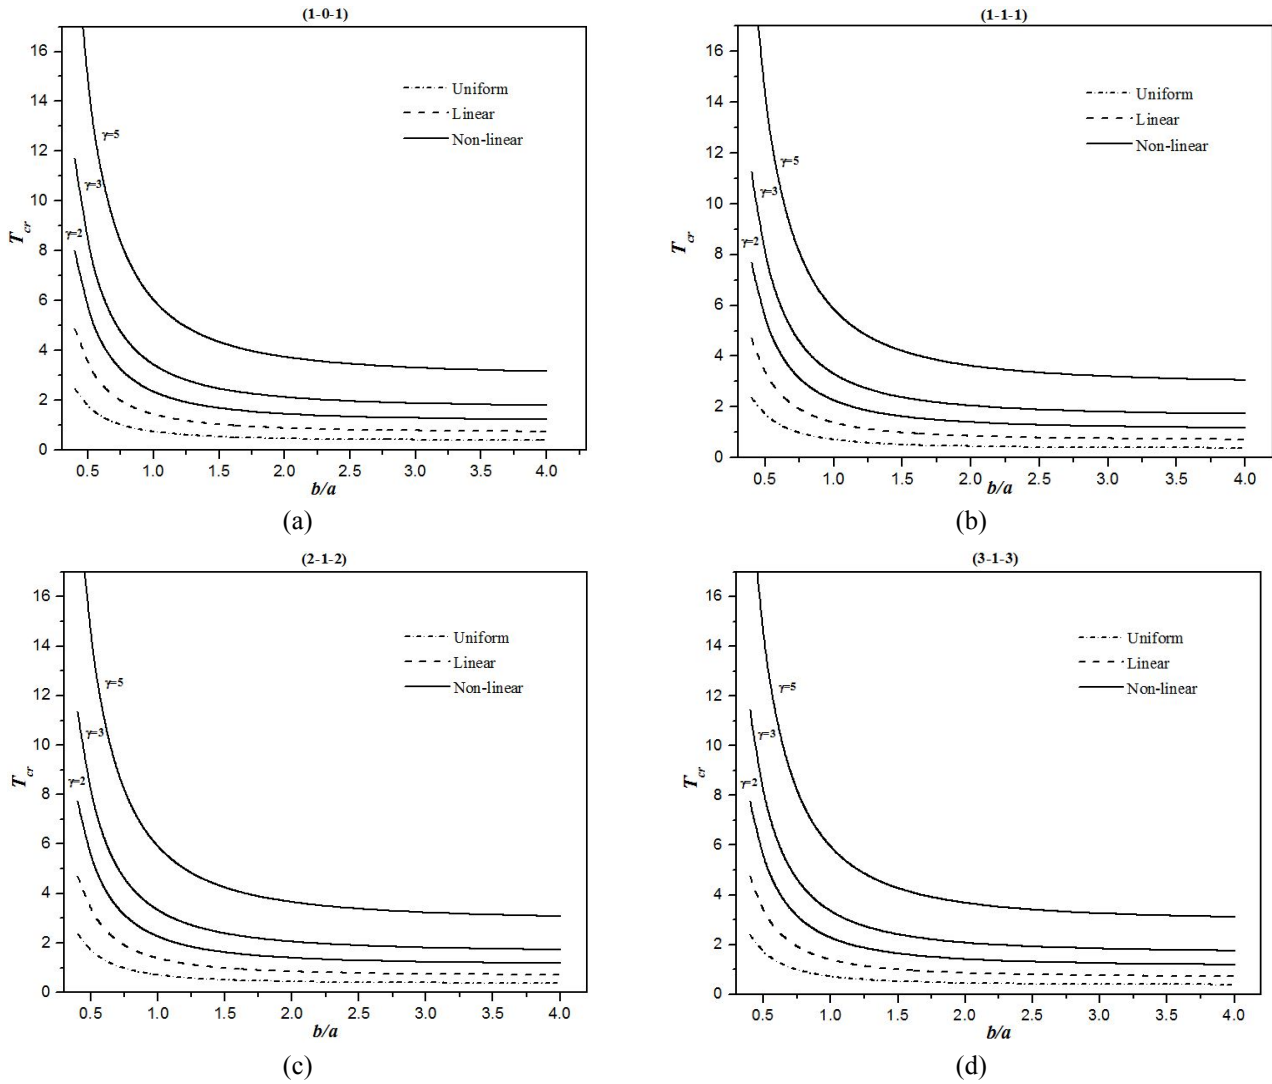 (1-0-1)
16
14
12
10
8
6
4
2
0
T_cr
γ=5
γ=3
γ=2
Uniform
Linear
Non-linear
0.5 1.0 1.5 2.0 2.5 3.0 3.5 4.0
b/a
(a)
(1-1-1)
16
14
12
10
8
6
4
2
0
T_cr
γ=5
γ=3
γ=2
Uniform
Linear
Non-linear
0.5 1.0 1.5 2.0 2.5 3.0 3.5 4.0
b/a
(b)
(2-1-2)
16
14
12
10
8
6
4
2
0
T_cr
γ=5
γ=3
γ=2
Uniform
Linear
Non-linear
0.5 1.0 1.5 2.0 2.5 3.0 3.5 4.0
b/a
(c)
(3-1-3)
16
14
12
10
8
6
4
2
0
T_cr
γ=5
γ=3
γ=2
Uniform
Linear
Non-linear
0.5 1.0 1.5 2.0 2.5 3.0 3.5 4.0
b/a
(d)